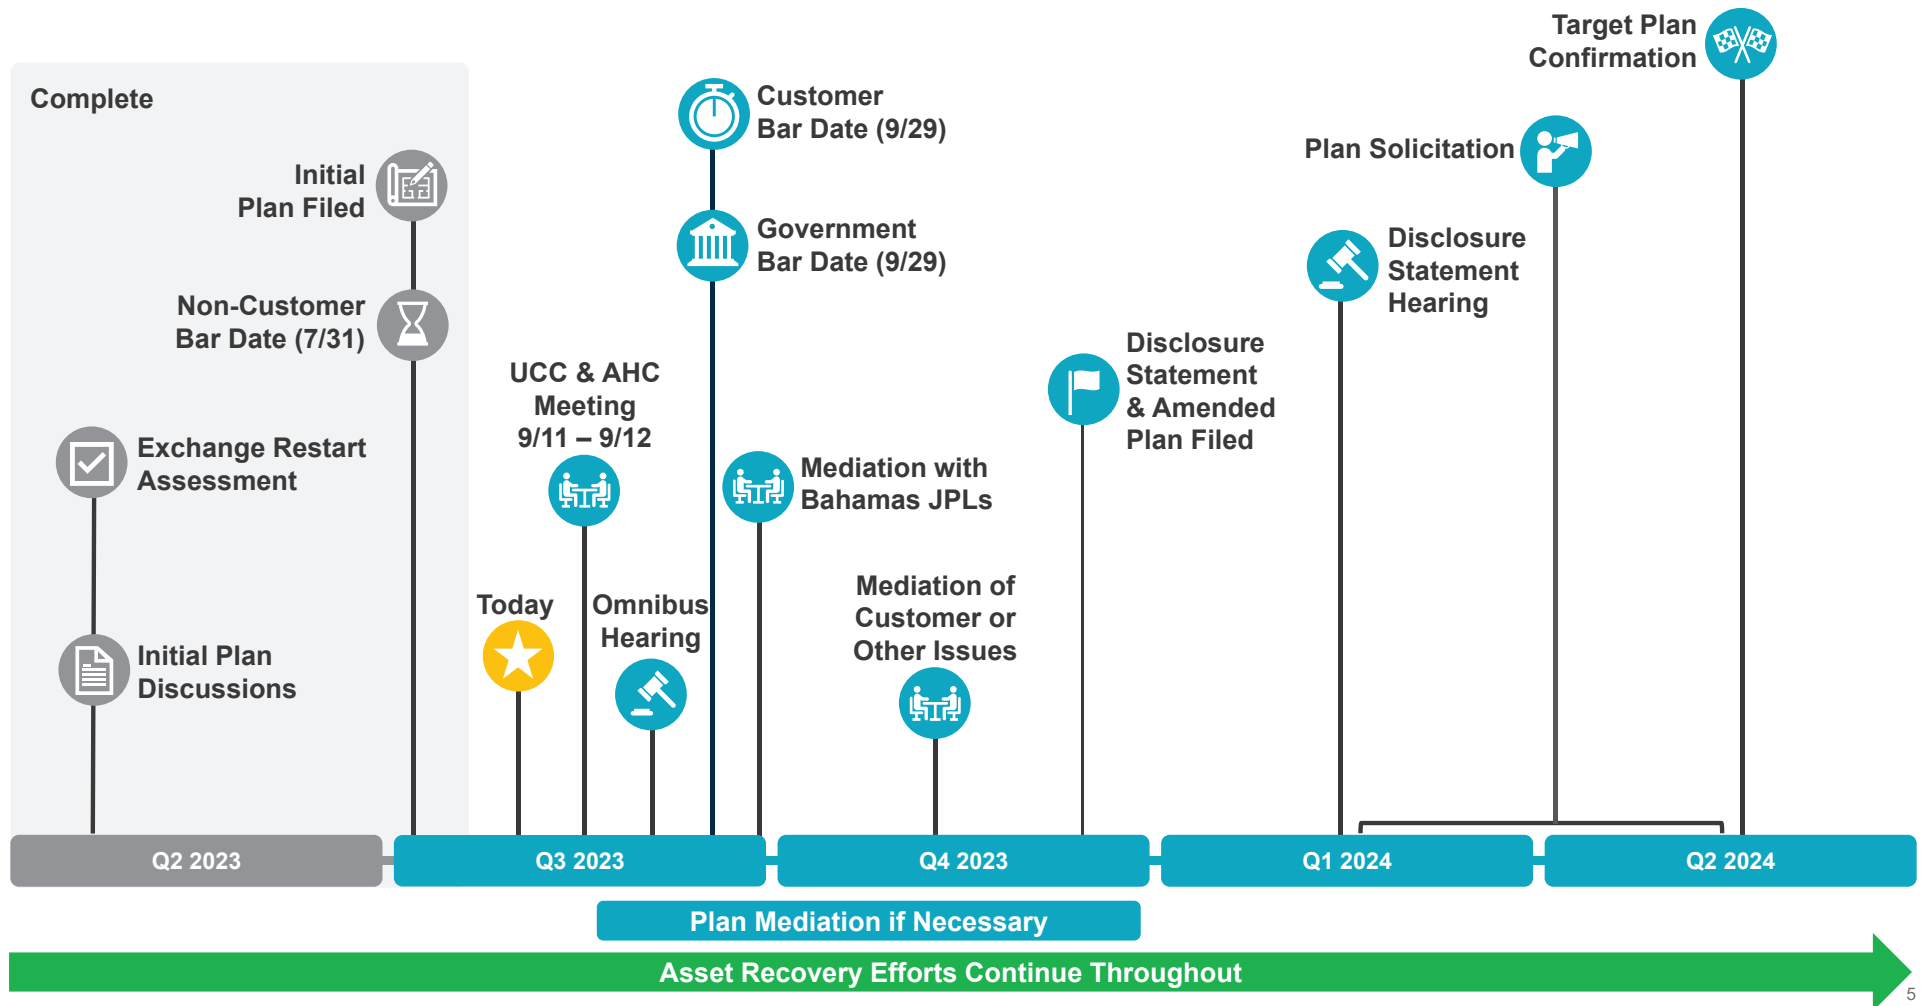 Complete
Initial
Plan Filed
Non-Customer
Bar Date (7/31)
Exchange Restart
Assessment
Initial Plan
Discussions
Today
UCC & AHC
Meeting
9/11 – 9/12
Omnibus
Hearing
Customer
Bar Date (9/29)
Government
Bar Date (9/29)
Mediation with
Bahamas JPLs
Mediation of
Customer or
Other Issues
Disclosure
Statement
& Amended
Plan Filed
Disclosure
Statement
Hearing
Plan Solicitation
Target Plan
Confirmation
Q2 2023
Q3 2023
Q4 2023
Q1 2024
Q2 2024
Plan Mediation if Necessary
Asset Recovery Efforts Continue Throughout
5